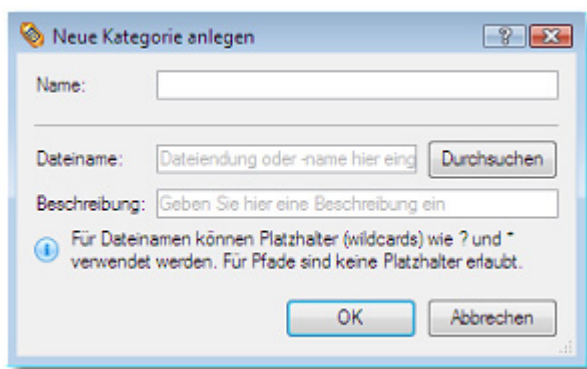 Neue Kategorie anlegen
Name:
Dateiname: Dateiendung oder -name hier eing Durchsuchen
Beschreibung: Geben Sie hier eine Beschreibung ein
Für Dateinamen können Platzhalter (wildcards) wie ? und *
verwendet werden. Für Pfade sind keine Platzhalter erlaubt.
OK Abbrechen